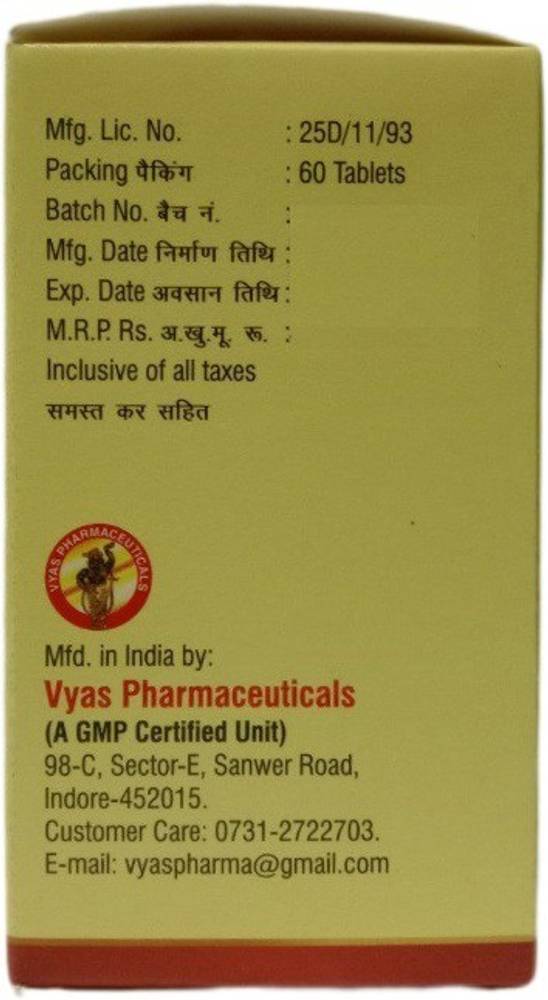 Mfg. Lic. No. : 25D/11/93
Packing पैकिंग : 60 Tablets
Batch No. बैच नं. :
Mfg. Date निर्माण तिथि :
Exp. Date अवसान तिथि :
M.R.P. Rs. अ.खु.मू. रू. :
Inclusive of all taxes
समस्त कर सहित
VYAS PHARMACEUTICALS
Mfd. in India by:
Vyas Pharmaceuticals
(A GMP Certified Unit)
98-C, Sector-E, Sanwer Road,
Indore-452015.
Customer Care: 0731-2722703.
E-mail: vyaspharma@gmail.com